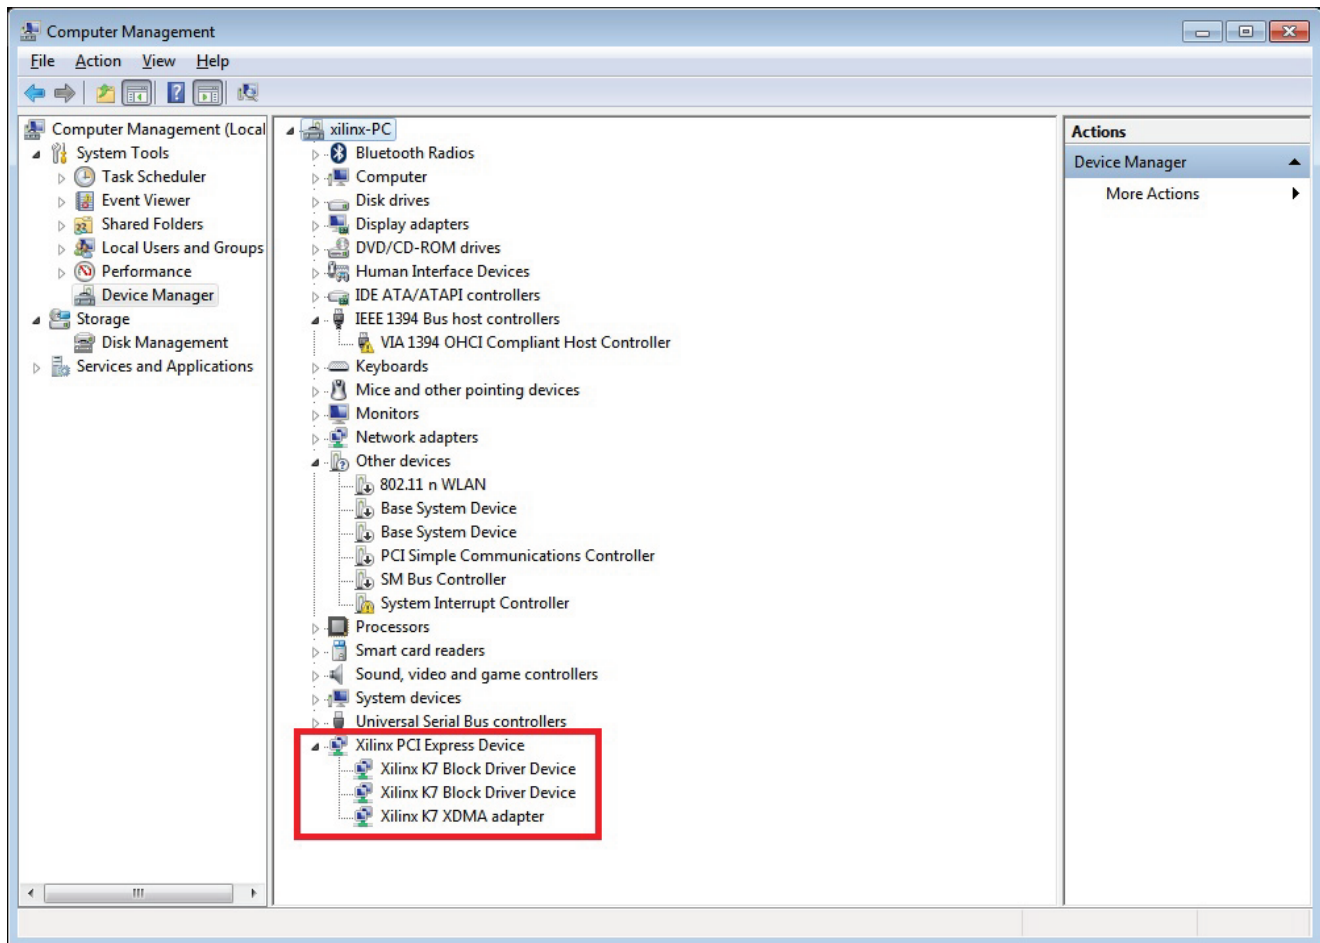 Computer Management
File Action View Help
Computer Management (Local
System Tools
Task Scheduler
Event Viewer
Shared Folders
Local Users and Groups
Performance
Device Manager
Storage
Disk Management
Services and Applications
xilinx-PC
Bluetooth Radios
Computer
Disk drives
Display adapters
DVD/CD-ROM drives
Human Interface Devices
IDE ATA/ATAPI controllers
IEEE 1394 Bus host controllers
VIA 1394 OHCI Compliant Host Controller
Keyboards
Mice and other pointing devices
Monitors
Network adapters
Other devices
802.11 n WLAN
Base System Device
Base System Device
PCI Simple Communications Controller
SM Bus Controller
System Interrupt Controller
Processors
Smart card readers
Sound, video and game controllers
System devices
Universal Serial Bus controllers
Xilinx PCI Express Device
Xilinx K7 Block Driver Device
Xilinx K7 Block Driver Device
Xilinx K7 XDMA adapter
Actions
Device Manager
More Actions